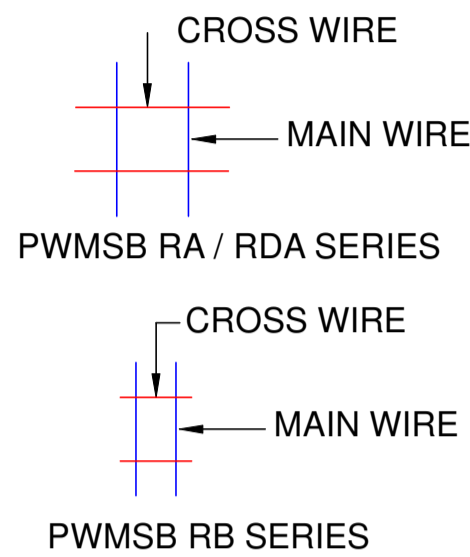 CROSS WIRE
MAIN WIRE
PWMSB RA / RDA SERIES
CROSS WIRE
MAIN WIRE
PWMSB RB SERIES